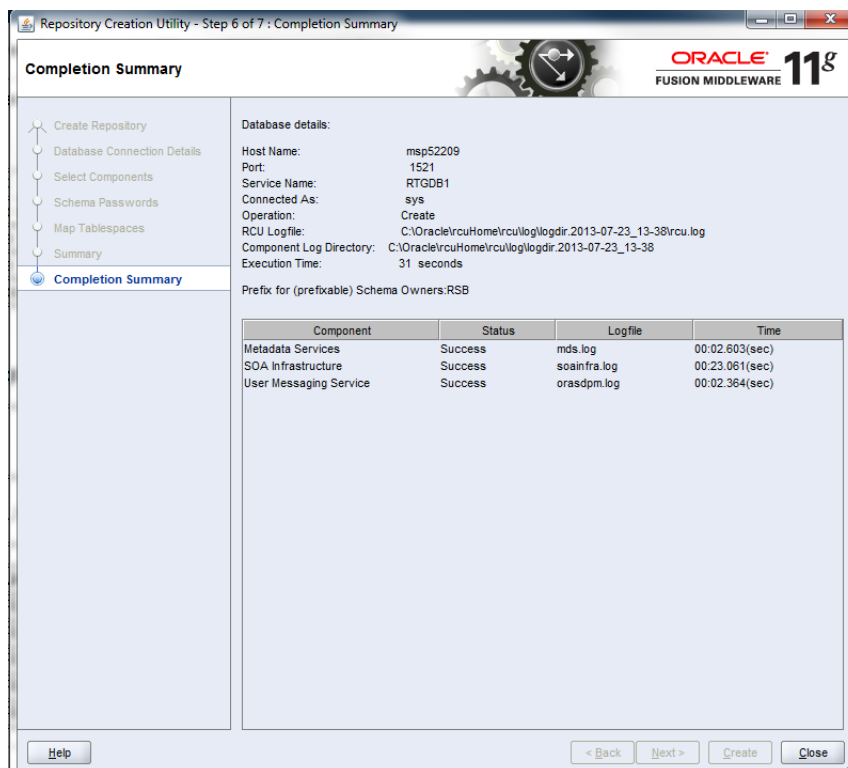 Repository Creation Utility - Step 6 of 7 : Completion Summary
Completion Summary
ORACLE
FUSION MIDDLEWARE 11g
Create Repository
Database Connection Details
Select Components
Schema Passwords
Map Tablespaces
Summary
Completion Summary
Database details:
Host Name: msp52209
Port: 1521
Service Name: RTGDB1
Connected As: sys
Operation: Create
RCU Logfile: C:\Oracle\rcuHome\rcu\log\logdir.2013-07-23_13-38\rcu.log
Component Log Directory: C:\Oracle\rcuHome\rcu\log\logdir.2013-07-23_13-38
Execution Time: 31 seconds
Prefix for (prefixable) Schema Owners:RSB
Component Status Logfile Time
Metadata Services Success mds.log 00:02.603(sec)
SOA Infrastructure Success soainfra.log 00:23.061(sec)
User Messaging Service Success orasdpm.log 00:02.364(sec)
Help < Back Next > Create Close